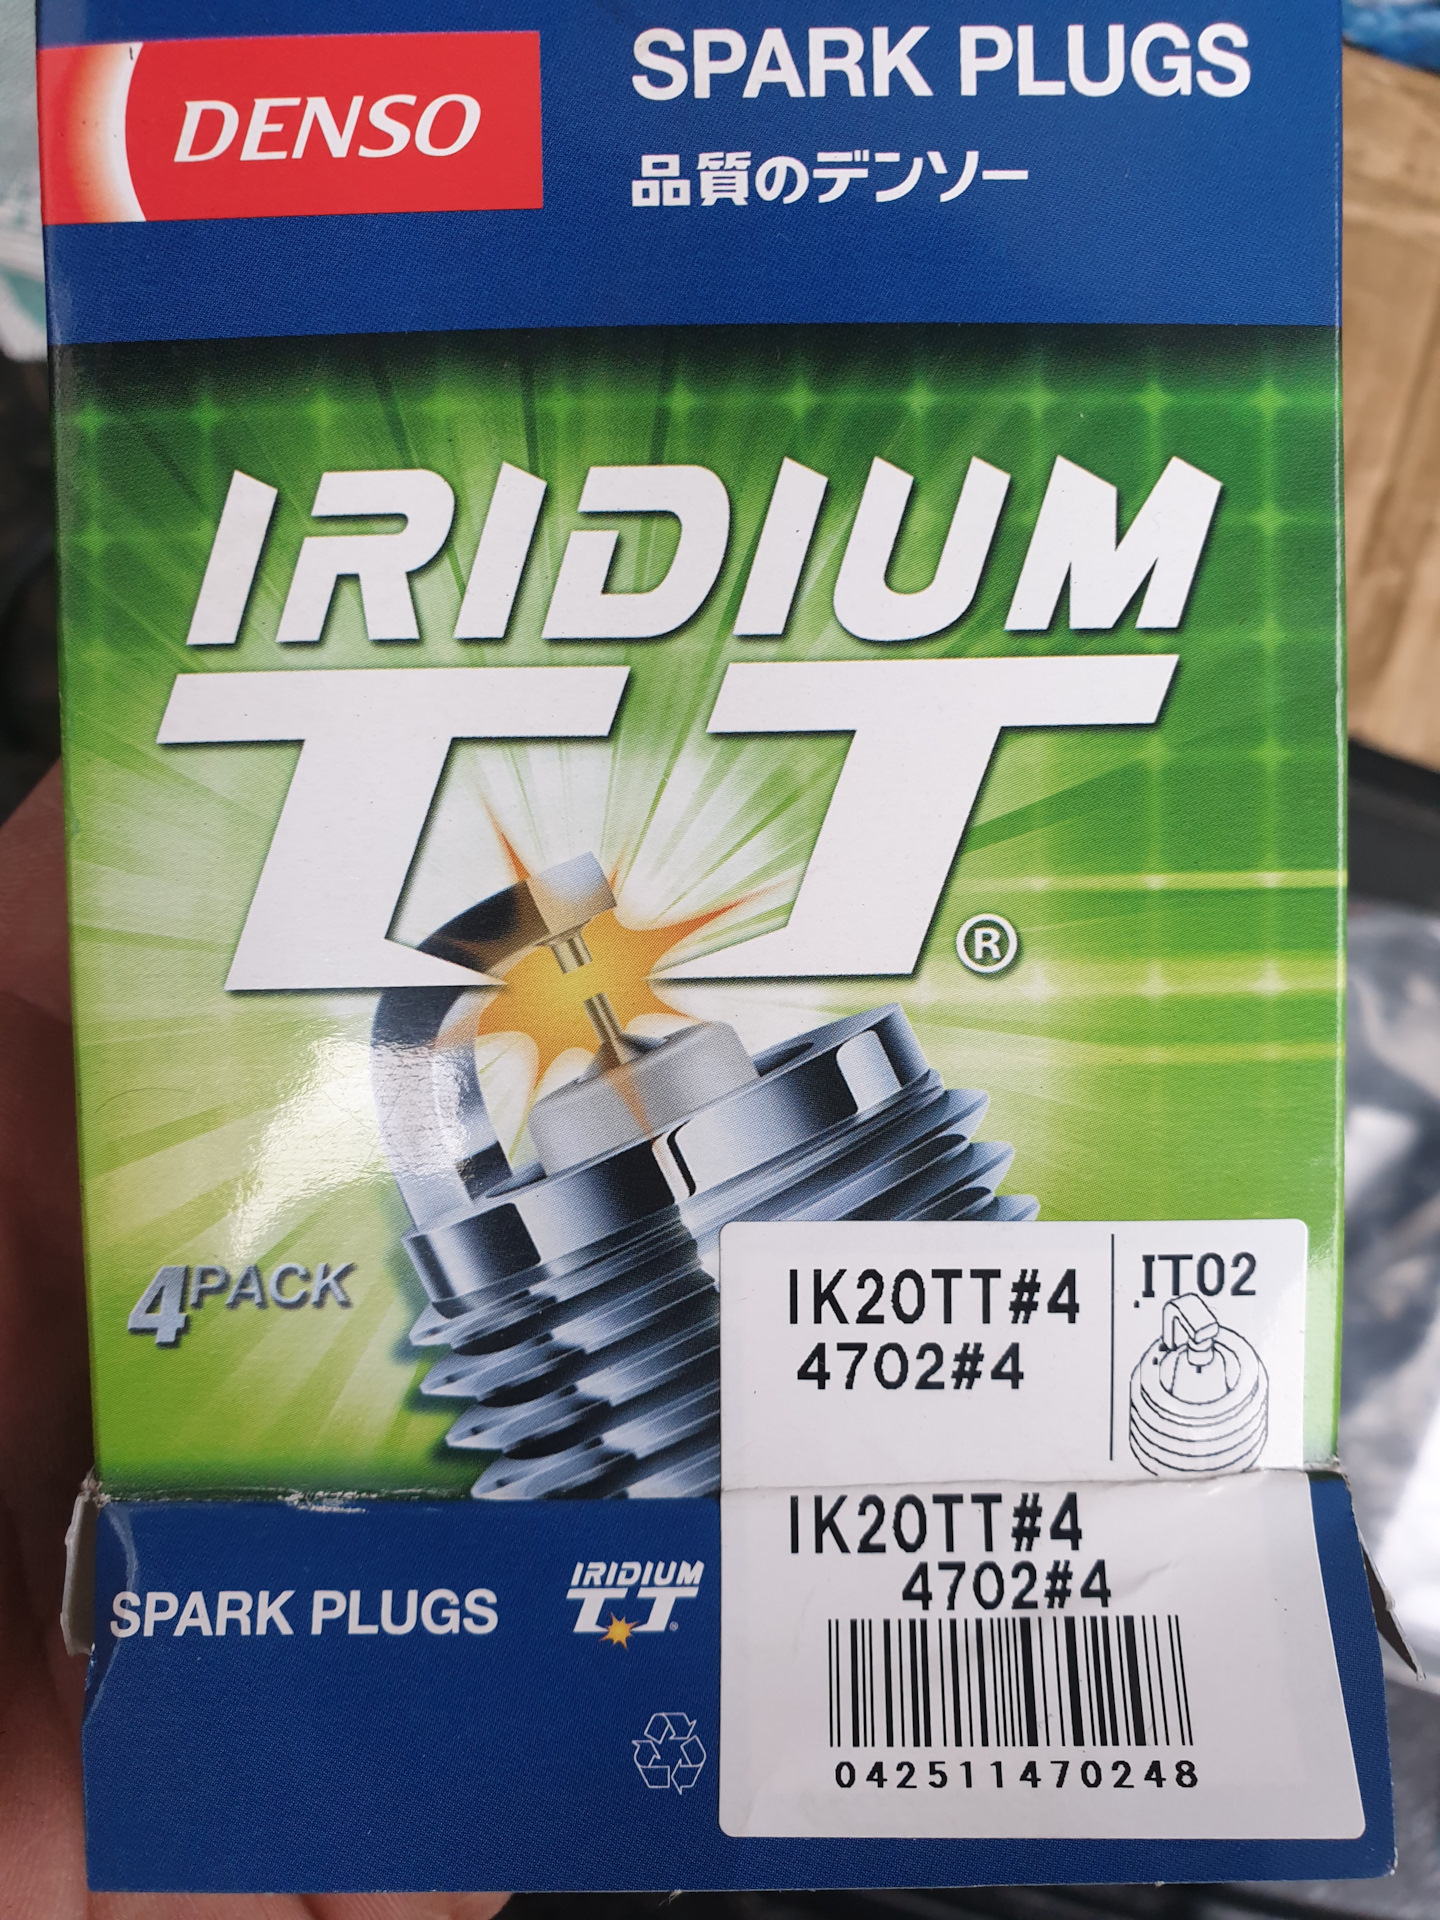 DENSO
SPARK PLUGS
品質のデンソー
IRIDIUM
TT®
4PACK
IK20TT#4
4702#4
IT02
IK20TT#4
4702#4
SPARK PLUGS
IRIDIUM
TT®
042511470248